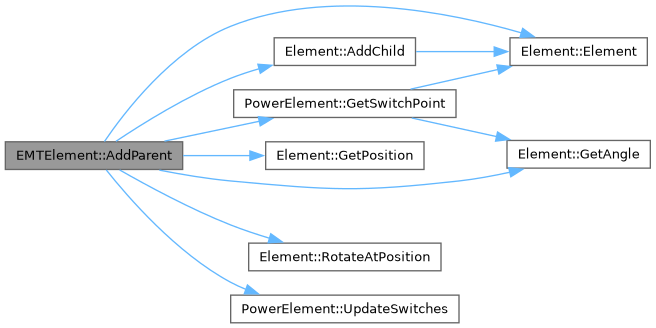 EMTElement::AddParent
Element::AddChild
PowerElement::GetSwitchPoint
Element::GetPosition
Element::RotateAtPosition
PowerElement::UpdateSwitches
Element::Element
Element::GetAngle